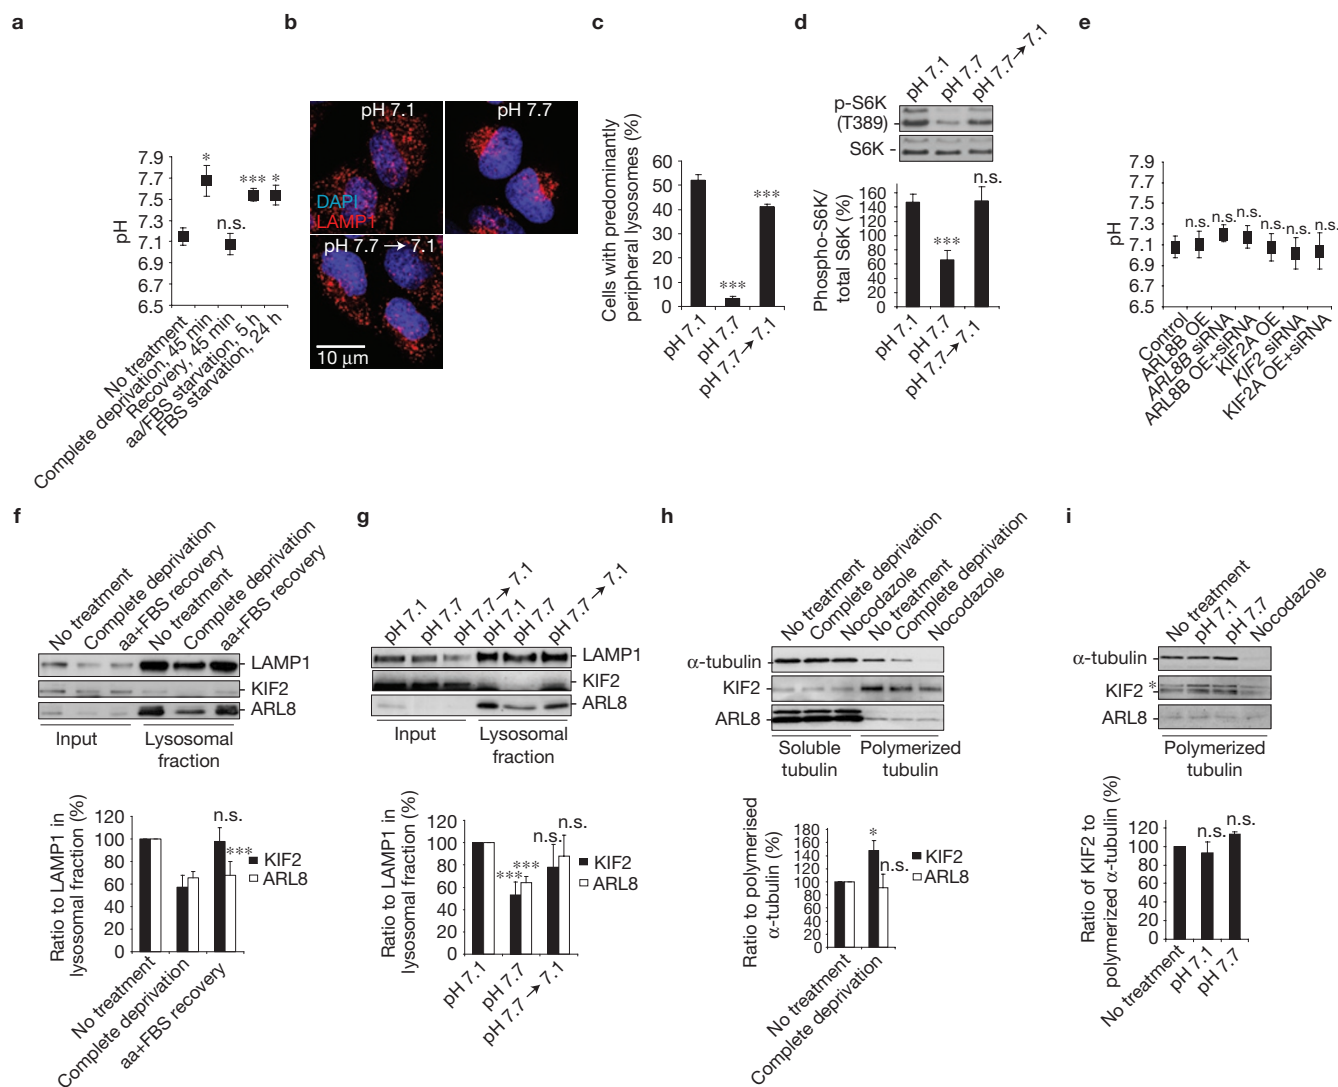 a
pH
7.9
7.7
7.5
7.3
7.1
6.9
6.7
6.5
*
n.s.
***
*
No treatment
Complete deprivation, 45 min
Recovery, 45 min
aa/FBS starvation, 5 h
FBS starvation, 24 h
b
pH 7.1
pH 7.7
DAPI
LAMP1
pH 7.7 → 7.1
10 μm
c
Cells with predominantly
peripheral lysosomes (%)
60
50
40
30
20
10
0
***
***
pH 7.1
pH 7.7
pH 7.7→7.1
d
pH 7.1
pH 7.7
pH 7.7→7.1
p-S6K
(T389)
S6K
Phospho-S6K/
total S6K (%)
160
140
120
100
80
60
40
20
0
***
n.s.
pH 7.1
pH 7.7
pH 7.7→7.1
e
pH
7.9
7.7
7.5
7.3
7.1
6.9
6.7
6.5
n.s.
n.s.
n.s.
n.s.
n.s.
n.s.
Control
ARL8B OE
ARL8B siRNA
ARL8B OE+siRNA
KIF2A OE
KIF2 siRNA
KIF2A OE+siRNA
f
No treatment
Complete deprivation
aa+FBS recovery
No treatment
Complete deprivation
aa+FBS recovery
LAMP1
KIF2
ARL8
Input
Lysosomal
fraction
Ratio to LAMP1 in
lysosomal fraction (%)
120
100
80
60
40
20
0
n.s.
***
KIF2
ARL8
No treatment
Complete deprivation
aa+FBS recovery
g
pH 7.1
pH 7.7
pH 7.7→ 7.1
pH 7.1
pH 7.7
pH 7.7→ 7.1
LAMP1
KIF2
ARL8
Input
Lysosomal
fraction
Ratio to LAMP1 in
lysosomal fraction (%)
120
100
80
60
40
20
0
***
***
n.s.
n.s.
KIF2
ARL8
pH 7.1
pH 7.7
pH 7.7 → 7.1
h
No treatment
Complete deprivation
Nocodazole
No treatment
Complete deprivation
Nocodazole
α-tubulin
KIF2
ARL8
Soluble
tubulin
Polymerized
tubulin
Ratio to polymerised
α-tubulin (%)
180
160
140
120
100
80
60
40
20
0
*
n.s.
KIF2
ARL8
No treatment
Complete deprivation
i
No treatment
pH 7.1
pH 7.7
Nocodazole
α-tubulin
KIF2
*
ARL8
Polymerized
tubulin
Ratio of KIF2 to
polymerized α-tubulin (%)
120
100
80
60
40
20
0
n.s.
n.s.
No treatment
pH 7.1
pH 7.7